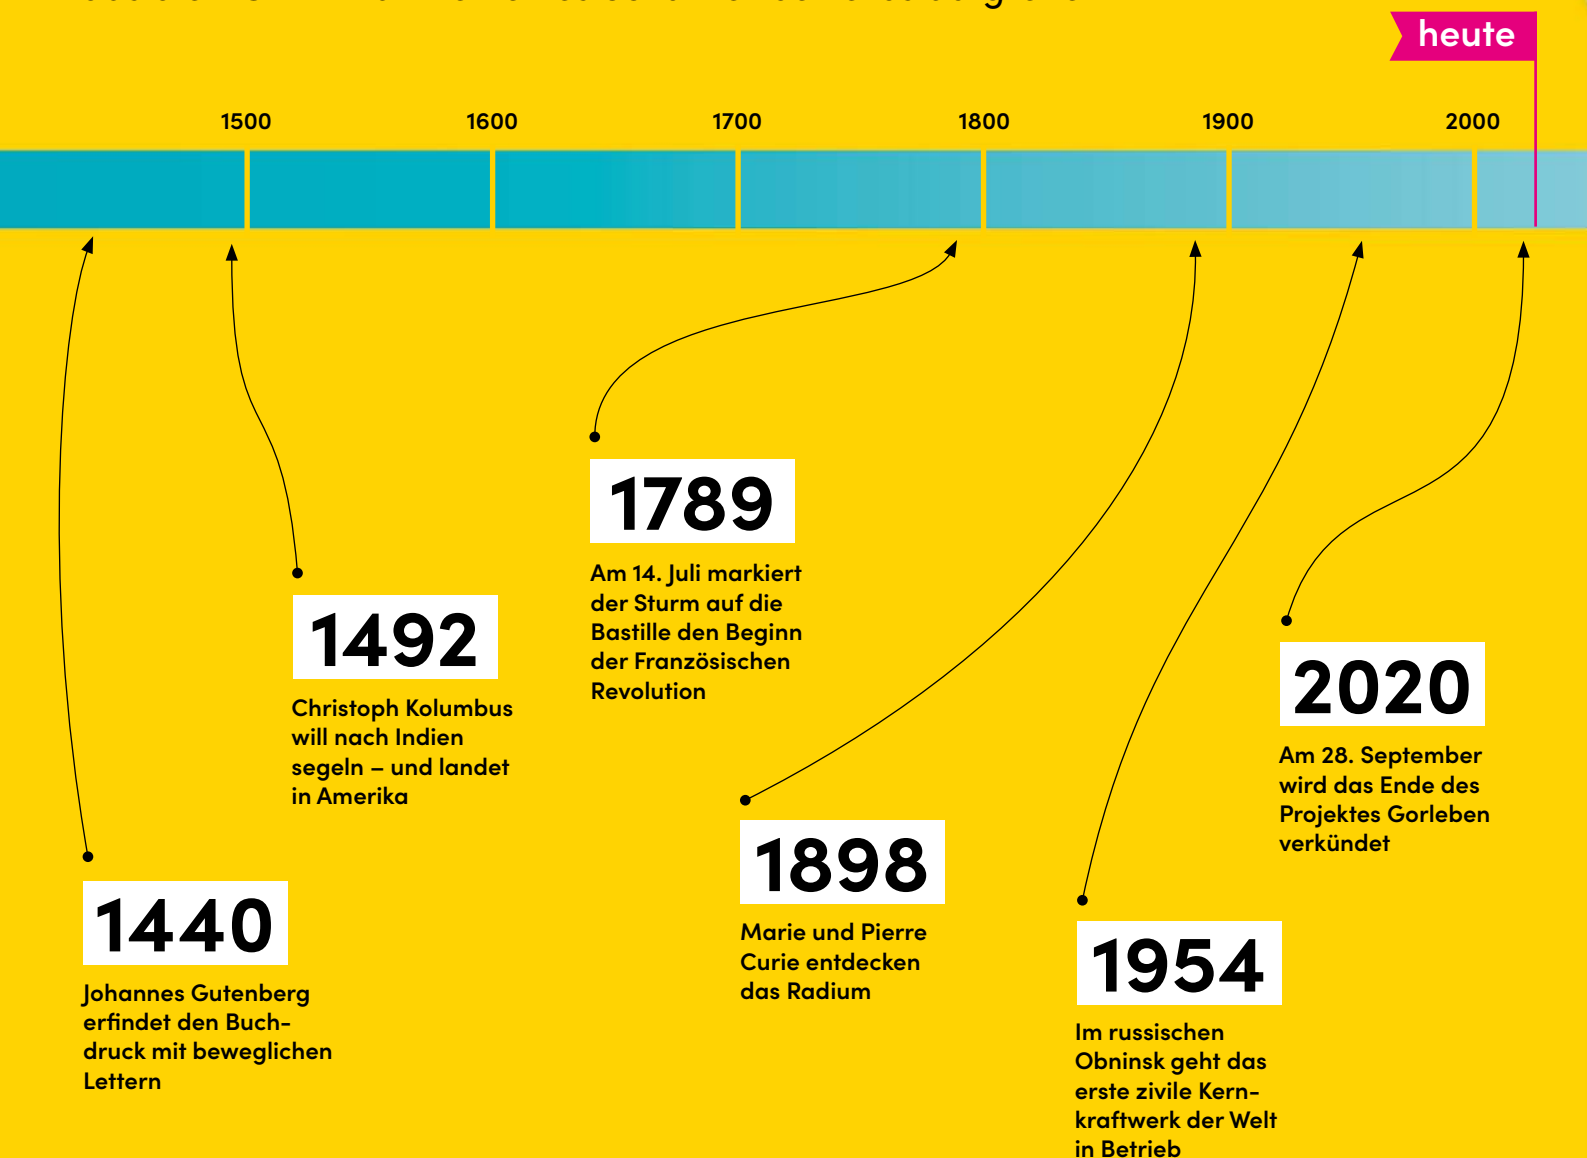 heute
1500 1600 1700 1800 1900 2000
1789
Am 14. Juli markiert
der Sturm auf die
Bastille den Beginn
der Französischen
Revolution
1492
Christoph Kolumbus
will nach Indien
segeln – und landet
in Amerika
2020
Am 28. September
wird das Ende des
Projektes Gorleben
verkündet
1898
Marie und Pierre
Curie entdecken
das Radium
1440
Johannes Gutenberg
erfindet den Buch-
druck mit beweglichen
Lettern
1954
Im russischen
Obninsk geht das
erste zivile Kern-
kraftwerk der Welt
in Betrieb